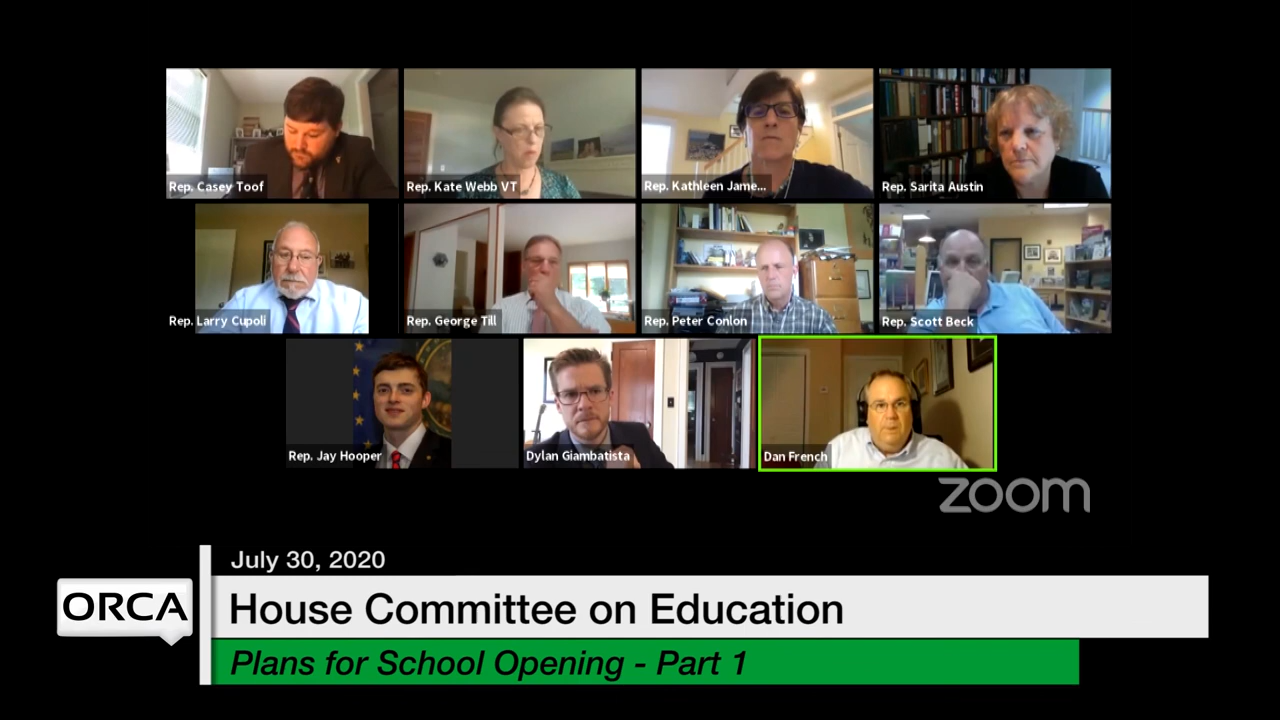 Rep. Casey Toof
Rep. Kate Webb VT
Rep. Kathleen Jame...
Rep. Sarita Austin
Rep. Larry Cupoli
Rep. George Till
Rep. Peter Conlon
Rep. Scott Beck
Rep. Jay Hooper
Dylan Giambatista
Dan French
zoom
July 30, 2020
ORCA
House Committee on Education
Plans for School Opening - Part 1